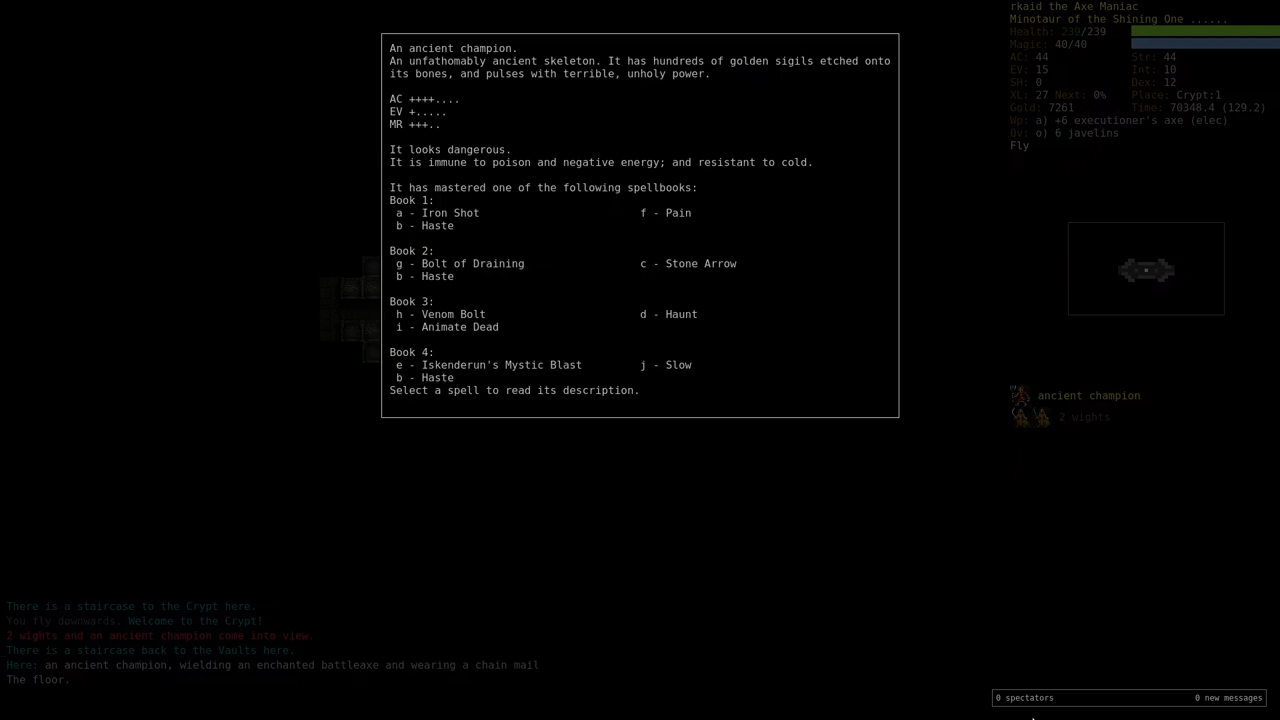 rkaid the Axe Maniac
Minotaur of the Shining One ......
Health: 239/239
Magic: 40/40
AC: 44 Str: 44
EV: 15 Int: 10
SH: 0 Dex: 12
XL: 27 Next: 0% Place: Crypt:1
Gold: 7261 Time: 70348.4 (129.2)
Wp: a) +6 executioner's axe (elec)
Qv: o) 6 javelins
Fly
An ancient champion.
An unfathomably ancient skeleton. It has hundreds of golden sigils etched onto
its bones, and pulses with terrible, unholy power.
AC ++++....
EV +.....
MR +++..
It looks dangerous.
It is immune to poison and negative energy; and resistant to cold.
It has mastered one of the following spellbooks:
Book 1:
a - Iron Shot f - Pain
b - Haste
Book 2:
g - Bolt of Draining c - Stone Arrow
b - Haste
Book 3:
h - Venom Bolt d - Haunt
i - Animate Dead
Book 4:
e - Iskenderun's Mystic Blast j - Slow
b - Haste
Select a spell to read its description.
ancient champion
2 wights
There is a staircase to the Crypt here.
You fly downwards. Welcome to the Crypt!
2 wights and an ancient champion come into view.
There is a staircase back to the Vaults here.
Here: an ancient champion, wielding an enchanted battleaxe and wearing a chain mail
The floor.
0 spectators 0 new messages